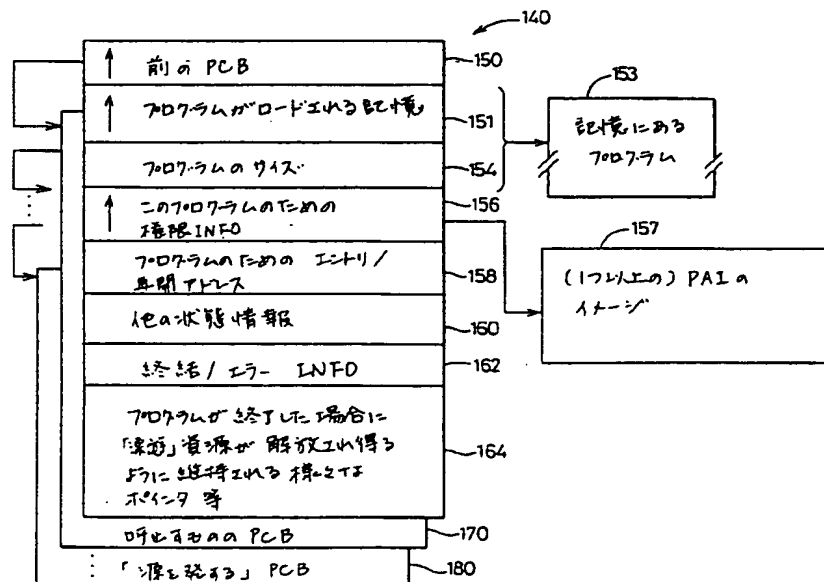 140
前の PCB
150
プログラムがロードされる記憶
151
プログラムのサイズ
154
156
このプログラムのための
権限INFO
プログラムのための エントリ/
再開アドレス
158
他の状態情報
160
終結/エラー INFO
162
プログラムが終了した場合に
「浮遊」資源が解放され得る
ように維持される様々な
ポインタ 等
164
呼出すものの PCB
170
「源を発する」PCB
180
153
記憶にある
プログラム
157
(1つ以上の) PAIの
イメージ